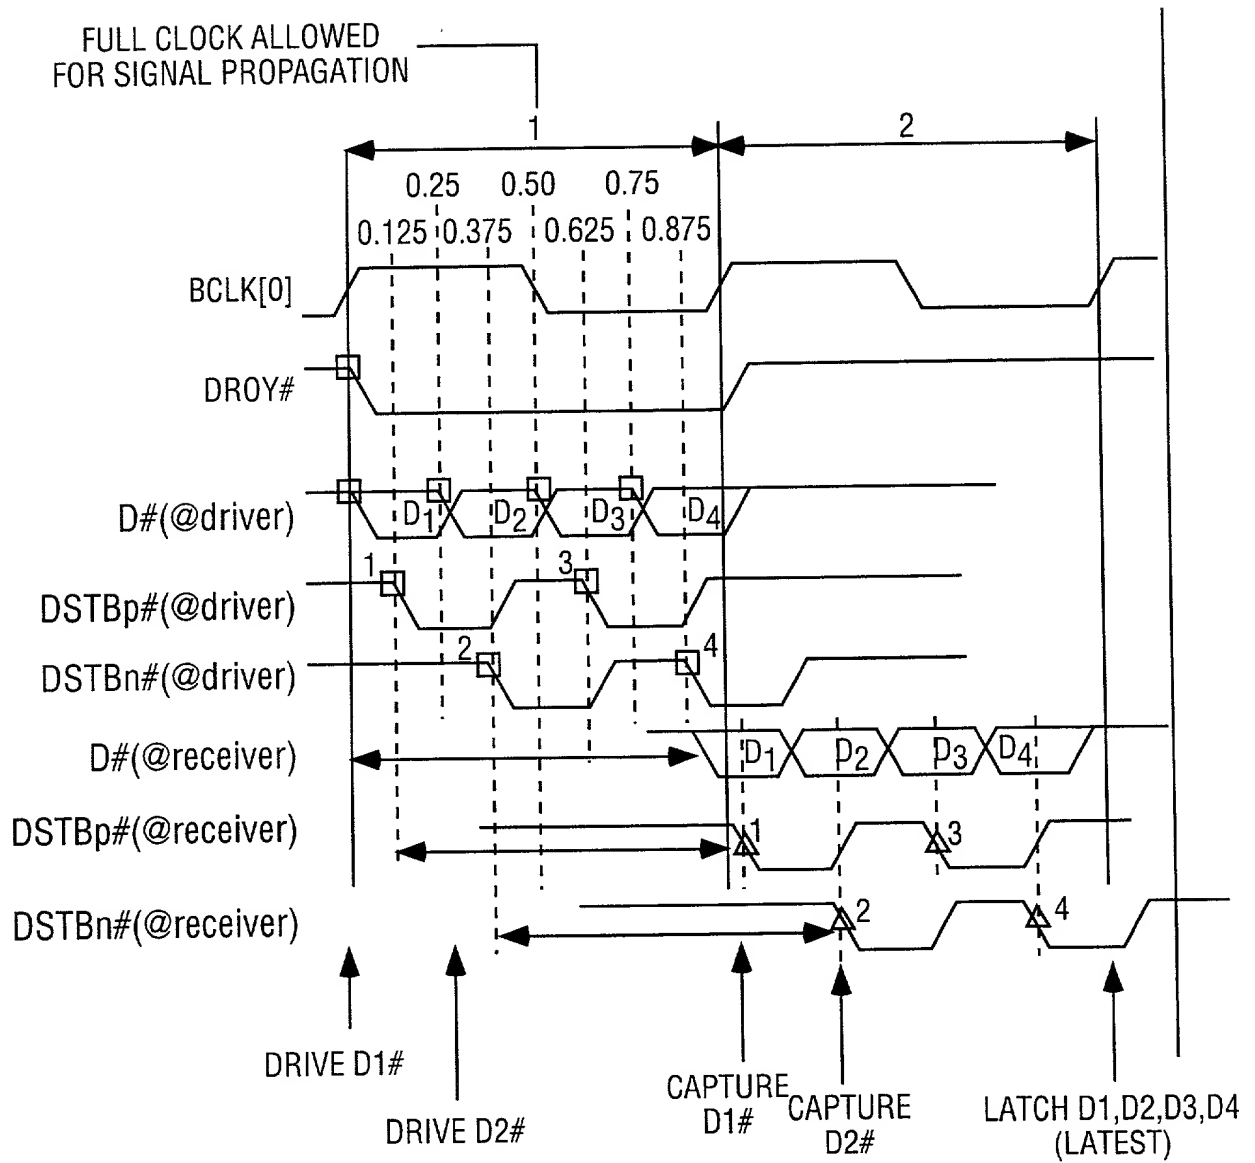 FULL CLOCK ALLOWED
FOR SIGNAL PROPAGATION
1
2
0.25
0.50
0.75
0.125
0.375
0.625
0.875
BCLK[0]
DROY#
D#(@driver)
D1
D2
D3
D4
DSTBp#(@driver)
1
3
DSTBn#(@driver)
2
4
D#(@receiver)
D1
D2
D3
D4
DSTBp#(@receiver)
1
3
DSTBn#(@receiver)
2
4
DRIVE D1#
DRIVE D2#
CAPTURE
D1#
CAPTURE
D2#
LATCH D1,D2,D3,D4
(LATEST)